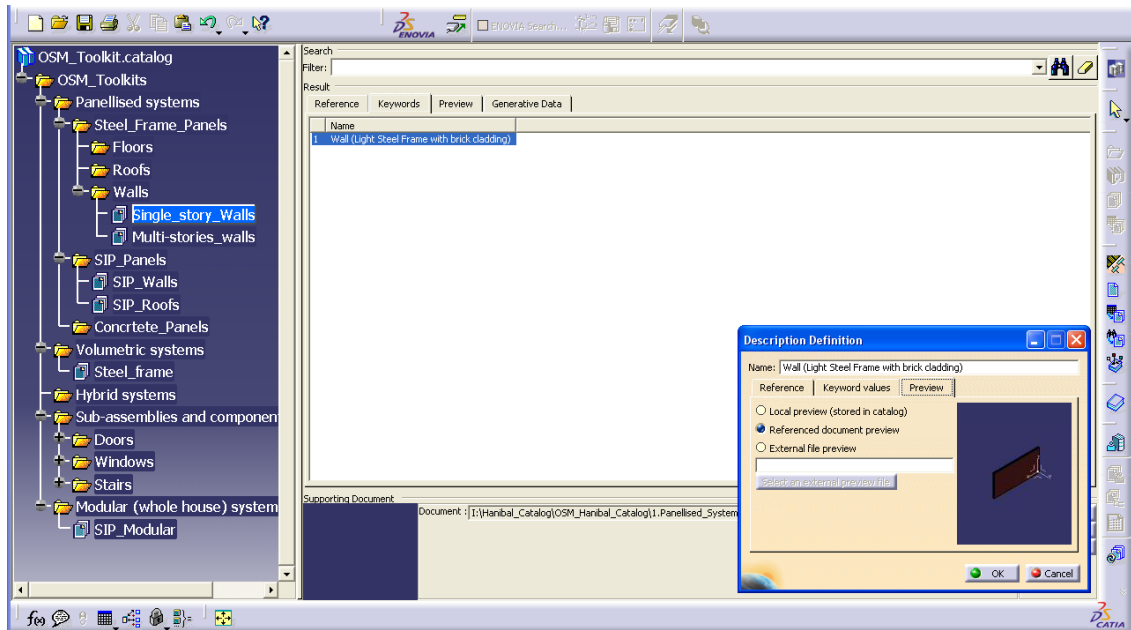 DS ENOVIA
ENOVIA Search...
OSM_Toolkit.catalog
OSM_Toolkits
Panellised systems
Steel_Frame_Panels
Floors
Roofs
Walls
Single_story_Walls
Multi-stories_walls
SIP_Panels
SIP_Walls
SIP_Roofs
Conctete_Panels
Volumetric systems
Steel_frame
Hybrid systems
Sub-assemblies and componen
Doors
Windows
Stairs
Modular (whole house) system
SIP_Modular
Search
Filter:
Result
Reference Keywords Preview Generative Data
Name
1 Wall (Light Steel Frame with brick cladding)
Supporting Document
Document : I:\Hanibal_Catalog\OSM_Hanibal_Catalog\1.Panellised_System
Description Definition
Name: Wall (Light Steel Frame with brick cladding)
Reference Keyword values Preview
Local preview (stored in catalog)
Referenced document preview
External file preview
Select an external preview file
OK Cancel
f(x)
DS CATIA